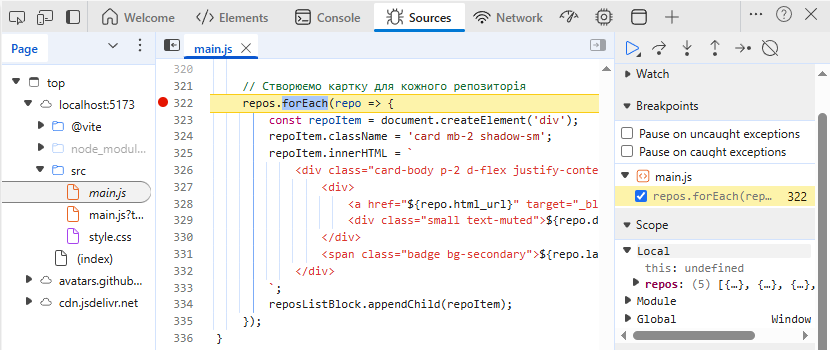 Welcome Elements Console Sources Network
Page
main.js
top
localhost:5173
@vite
node_modul...
src
main.js
main.js?t...
style.css
(index)
avatars.github...
cdn.jsdelivr.net
320
321 // Створюємо картку для кожного репозиторія
322 repos.forEach(repo => {
323 const repoItem = document.createElement('div');
324 repoItem.className = 'card mb-2 shadow-sm';
325 repoItem.innerHTML = `
326 <div class="card-body p-2 d-flex justify-conte
327 <div>
328 <a href="${repo.html_url}" target="_bl
329 <div class="small text-muted">${repo.d
330 </div>
331 <span class="badge bg-secondary">${repo.la
332 </div>
333 `;
334 reposListBlock.appendChild(repoItem);
335 });
336 }
Watch
Breakpoints
Pause on uncaught exceptions
Pause on caught exceptions
main.js
repos.forEach(rep... 322
Scope
Local
this: undefined
repos: (5) [{…}, {…}, {…},
Module
Global Window